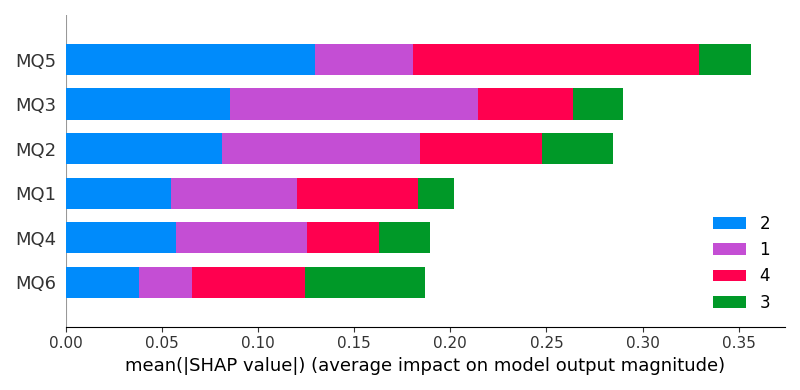 MQ5
MQ3
MQ2
MQ1
MQ4
MQ6
2
1
4
3
0.00 0.05 0.10 0.15 0.20 0.25 0.30 0.35
mean(|SHAP value|) (average impact on model output magnitude)